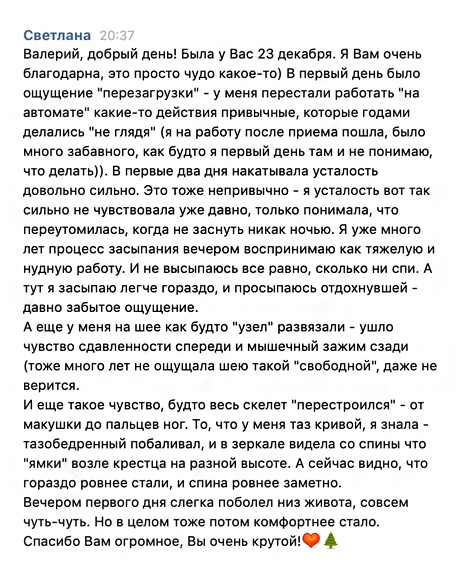 Светлана 20:37
Валерий, добрый день! Была у Вас 23 декабря. Я Вам очень
благодарна, это просто чудо какое-то) В первый день было
ощущение "перезагрузки" - у меня перестали работать "на
автомате" какие-то действия привычные, которые годами
делались "не глядя" (я на работу после приема пошла, было
много забавного, как будто я первый день там и не понимаю,
что делать)). В первые два дня накатывала усталость
довольно сильно. Это тоже непривычно - я усталость вот так
сильно не чувствовала уже давно, только понимала, что
переутомилась, когда не заснуть никак ночью. Я уже много
лет процесс засыпания вечером воспринимаю как тяжелую и
нудную работу. И не высыпаюсь все равно, сколько ни спи. А
тут я засыпаю легче гораздо, и просыпаюсь отдохнувшей -
давно забытое ощущение.
А еще у меня на шее как будто "узел" развязали - ушло
чувство сдавленности спереди и мышечный зажим сзади
(тоже много лет не ощущала шею такой "свободной", даже не
верится.
И еще такое чувство, будто весь скелет "перестроился" - от
макушки до пальцев ног. То, что у меня таз кривой, я знала -
тазобедренный побаливал, и в зеркале видела со спины что
"ямки" возле крестца на разной высоте. А сейчас видно, что
гораздо ровнее стали, и спина ровнее заметно.
Вечером первого дня слегка поболел низ живота, совсем
чуть-чуть. Но в целом тоже потом комфортнее стало.
Спасибо Вам огромное, Вы очень крутой!❤️🌲